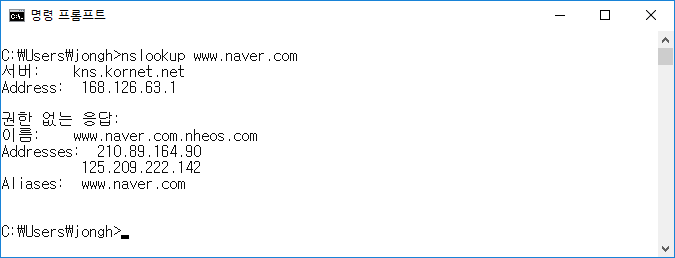 명령 프롬프트
C:\Users\jongh>nslookup www.naver.com
서버:    kns.kornet.net
Address:  168.126.63.1
권한 없는 응답:
이름:    www.naver.com.nheos.com
Addresses:  210.89.164.90
          125.209.222.142
Aliases:  www.naver.com
C:\Users\jongh>